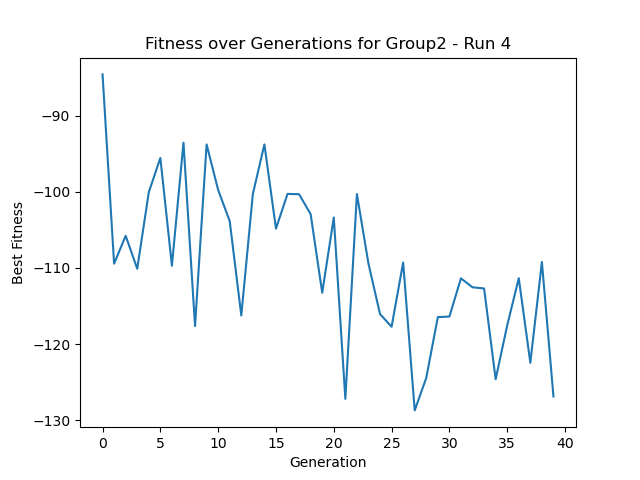 Fitness over Generations for Group2 - Run 4
−90
−100
−110
−120
−130
Best Fitness
0 5 10 15 20 25 30 35 40
Generation